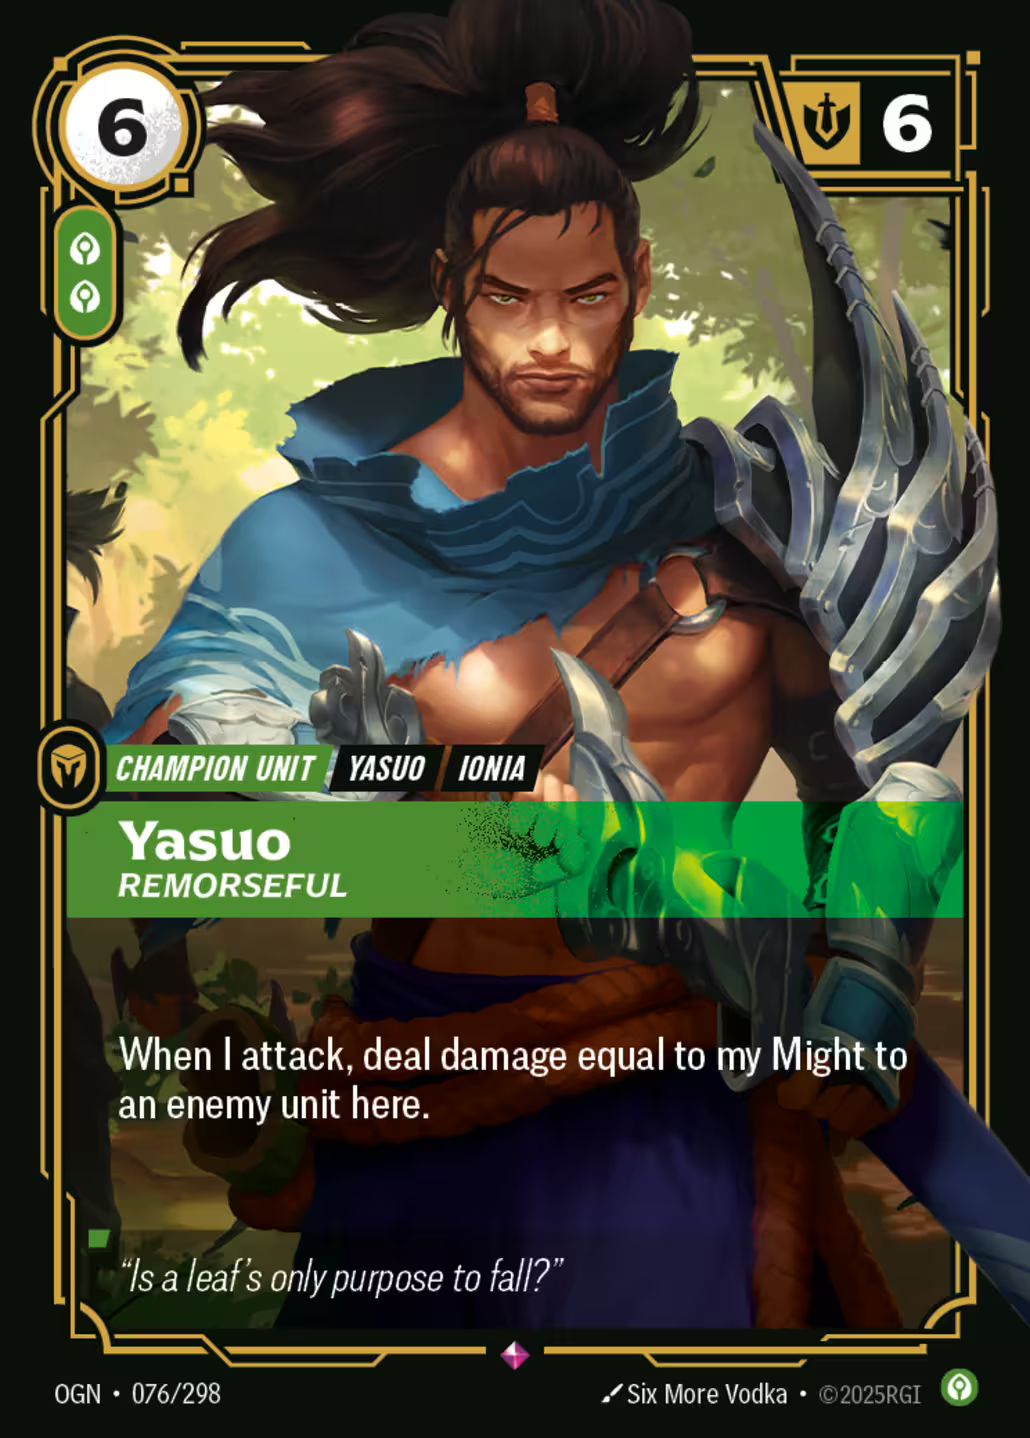 6
6
CHAMPION UNIT YASUO IONIA
Yasuo
REMORSEFUL
When I attack, deal damage equal to my Might to
an enemy unit here.
“Is a leaf’s only purpose to fall?”
OGN • 076/298
Six More Vodka • ©2025RGI